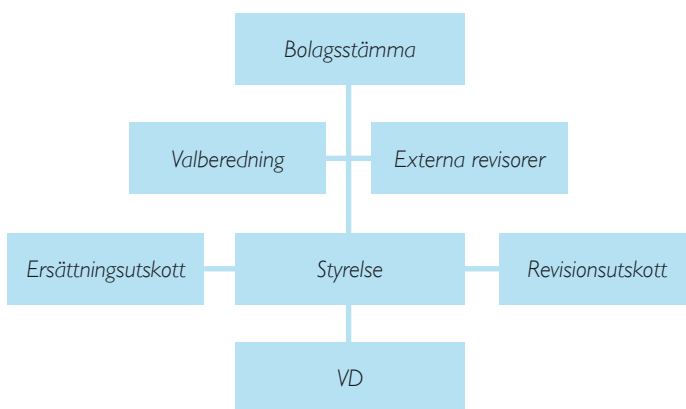 Bolagsstämma
Valberedning
Externa revisorer
Ersättningsutskott
Styrelse
Revisionsutskott
VD